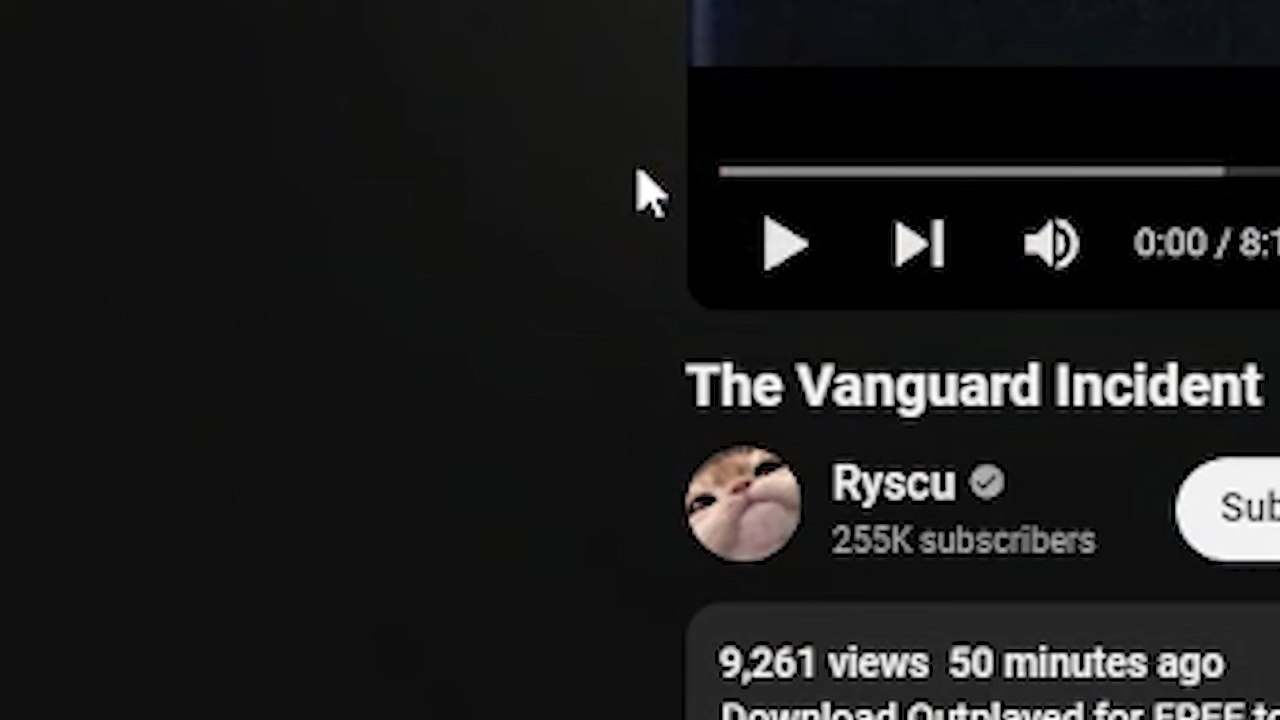 0:00 / 8:1
The Vanguard Incident
Ryscu
Sub
255K subscribers
9,261 views 50 minutes ago
Download Outplayed for FREE to